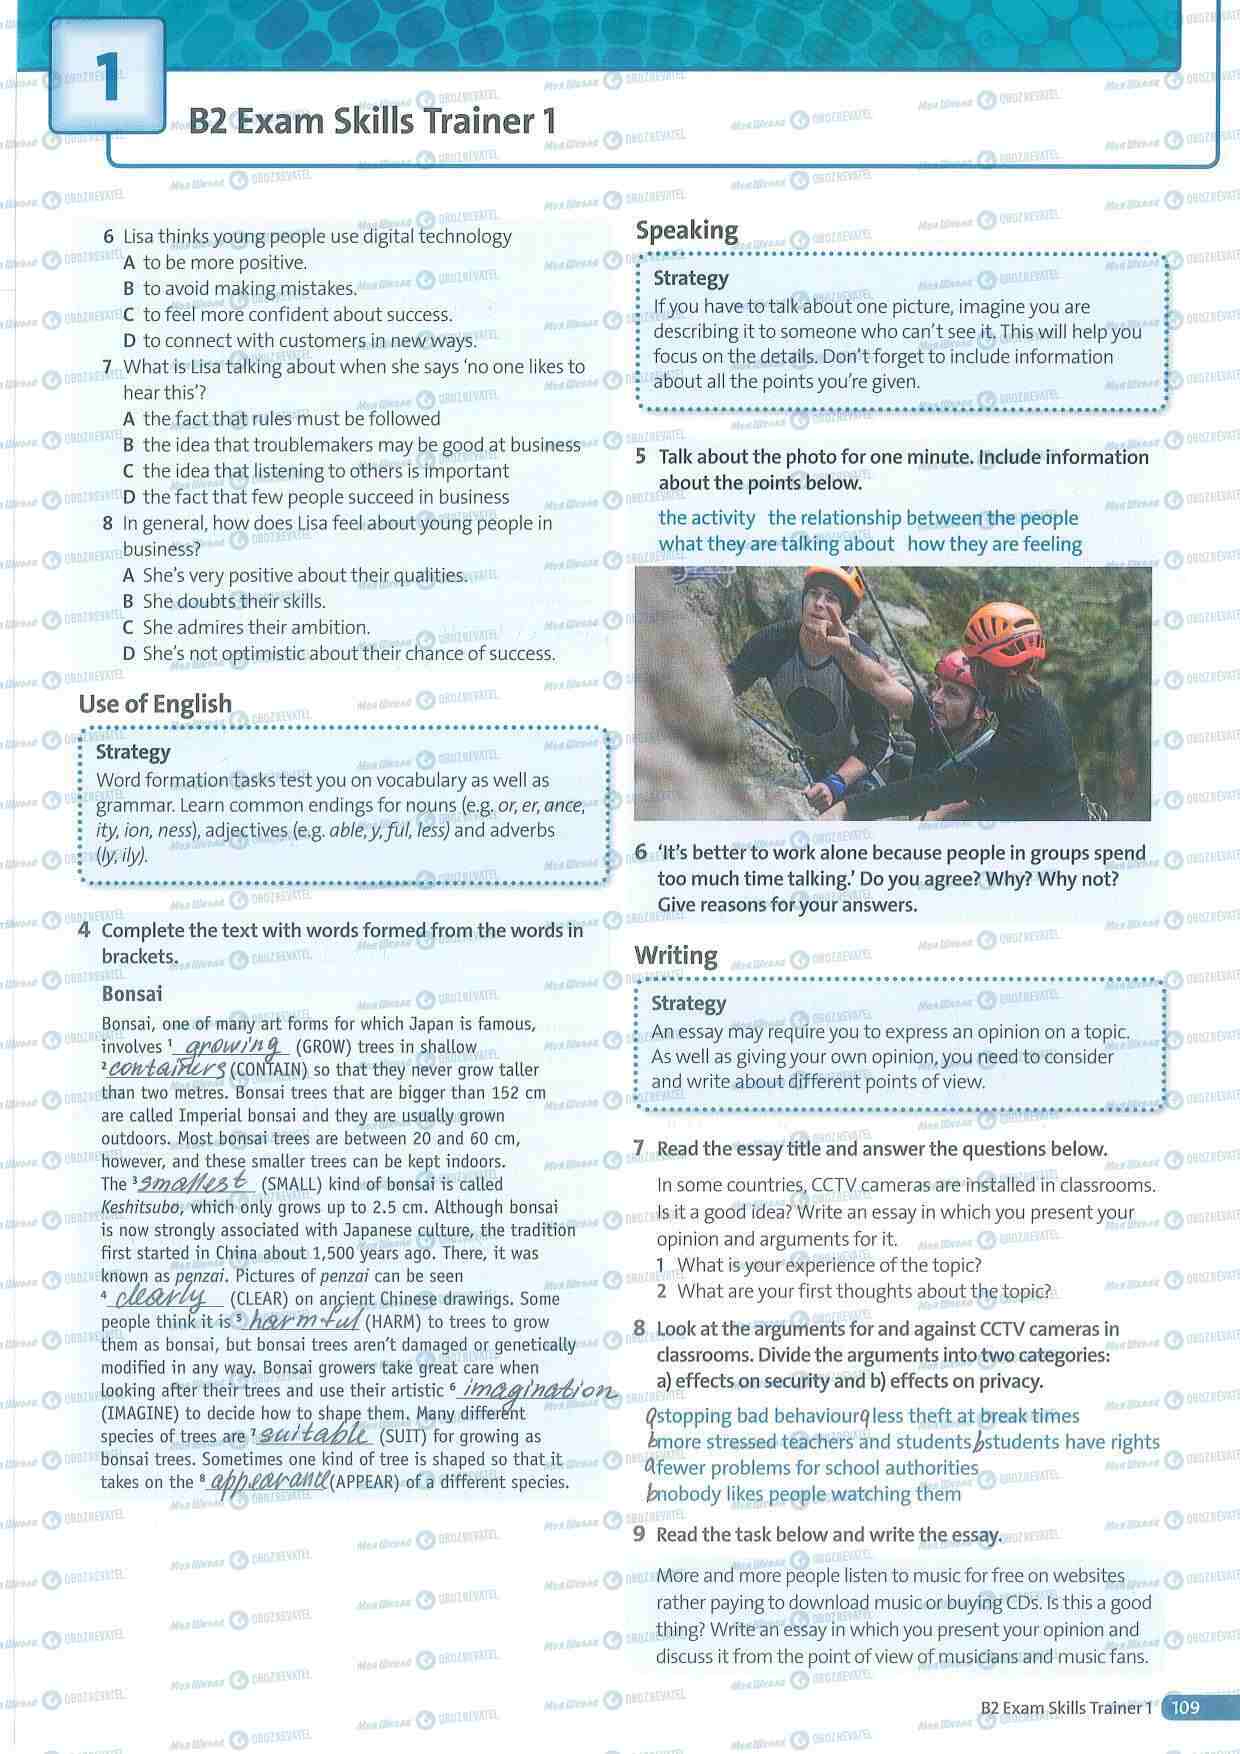 1
B2 Exam Skills Trainer 1
6 Lisa thinks young people use digital technology
A to be more positive.
B to avoid making mistakes.
C to feel more confident about success.
D to connect with customers in new ways.
7 What is Lisa talking about when she says ‘no one likes to
hear this’?
A the fact that rules must be followed
B the idea that troublemakers may be good at business
C the idea that listening to others is important
D the fact that few people succeed in business
8 In general, how does Lisa feel about young people in
business?
A She’s very positive about their qualities.
B She doubts their skills.
C She admires their ambition.
D She’s not optimistic about their chance of success.
Use of English
Strategy
Word formation tasks test you on vocabulary as well as
grammar. Learn common endings for nouns (e.g. or, er, ance,
ity, ion, ness), adjectives (e.g. able, y, ful, less) and adverbs
(ly, ily).
4 Complete the text with words formed from the words in
brackets.
Bonsai
Bonsai, one of many art forms for which Japan is famous,
involves 1 growing (GROW) trees in shallow
2 containers (CONTAIN) so that they never grow taller
than two metres. Bonsai trees that are bigger than 152 cm
are called Imperial bonsai and they are usually grown
outdoors. Most bonsai trees are between 20 and 60 cm,
however, and these smaller trees can be kept indoors.
The 3 smallest (SMALL) kind of bonsai is called
Keshitsubo, which only grows up to 2.5 cm. Although bonsai
is now strongly associated with Japanese culture, the tradition
first started in China about 1,500 years ago. There, it was
known as penzai. Pictures of penzai can be seen
4 clearly (CLEAR) on ancient Chinese drawings. Some
people think it is 5 harmful (HARM) to trees to grow
them as bonsai, but bonsai trees aren’t damaged or genetically
modified in any way. Bonsai growers take great care when
looking after their trees and use their artistic 6 imagination
(IMAGINE) to decide how to shape them. Many different
species of trees are 7 suitable (SUIT) for growing as
bonsai trees. Sometimes one kind of tree is shaped so that it
takes on the 8 appearance (APPEAR) of a different species.
Speaking
Strategy
If you have to talk about one picture, imagine you are
describing it to someone who can’t see it. This will help you
focus on the details. Don’t forget to include information
about all the points you’re given.
5 Talk about the photo for one minute. Include information
about the points below.
the activity the relationship between the people
what they are talking about how they are feeling
6 ‘It’s better to work alone because people in groups spend
too much time talking.’ Do you agree? Why? Why not?
Give reasons for your answers.
Writing
Strategy
An essay may require you to express an opinion on a topic.
As well as giving your own opinion, you need to consider
and write about different points of view.
7 Read the essay title and answer the questions below.
In some countries, CCTV cameras are installed in classrooms.
Is it a good idea? Write an essay in which you present your
opinion and arguments for it.
1 What is your experience of the topic?
2 What are your first thoughts about the topic?
8 Look at the arguments for and against CCTV cameras in
classrooms. Divide the arguments into two categories:
a) effects on security and b) effects on privacy.
a stopping bad behaviour a less theft at break times
b more stressed teachers and students b students have rights
a fewer problems for school authorities
b nobody likes people watching them
9 Read the task below and write the essay.
More and more people listen to music for free on websites
rather paying to download music or buying CDs. Is this a good
thing? Write an essay in which you present your opinion and
discuss it from the point of view of musicians and music fans.
B2 Exam Skills Trainer 1 109